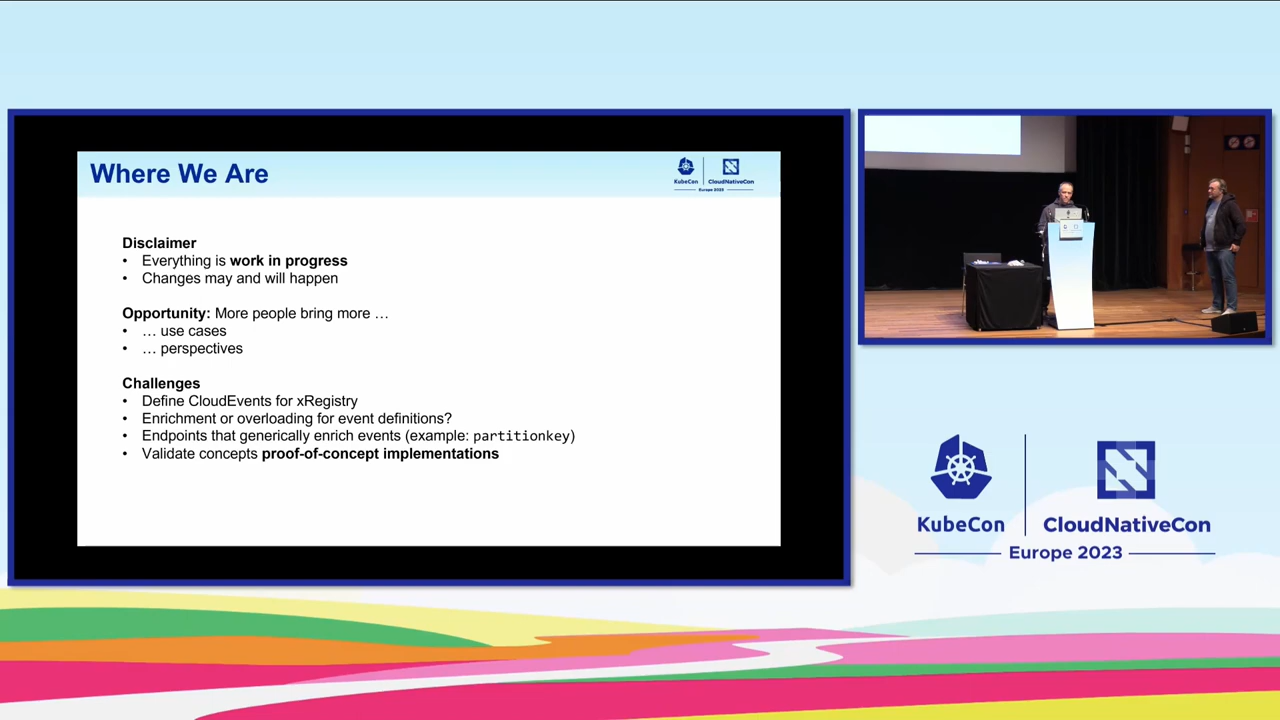 Where We Are
KubeCon
CloudNativeCon
Europe 2023
Disclaimer
• Everything is work in progress
• Changes may and will happen
Opportunity: More people bring more …
• … use cases
• … perspectives
Challenges
• Define CloudEvents for xRegistry
• Enrichment or overloading for event definitions?
• Endpoints that generically enrich events (example: partitionkey)
• Validate concepts proof-of-concept implementations
KubeCon
CloudNativeCon
Europe 2023